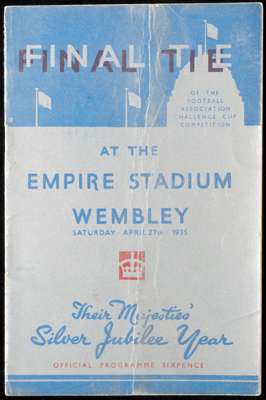 FINAL TIE
OF THE
FOOTBALL
ASSOCIATION
CHALLENGE CUP
COMPETITION
AT THE
EMPIRE STADIUM
WEMBLEY
SATURDAY APRIL 27TH 1935
Their Majesties'
Silver Jubilee Year
OFFICIAL PROGRAMME SIXPENCE